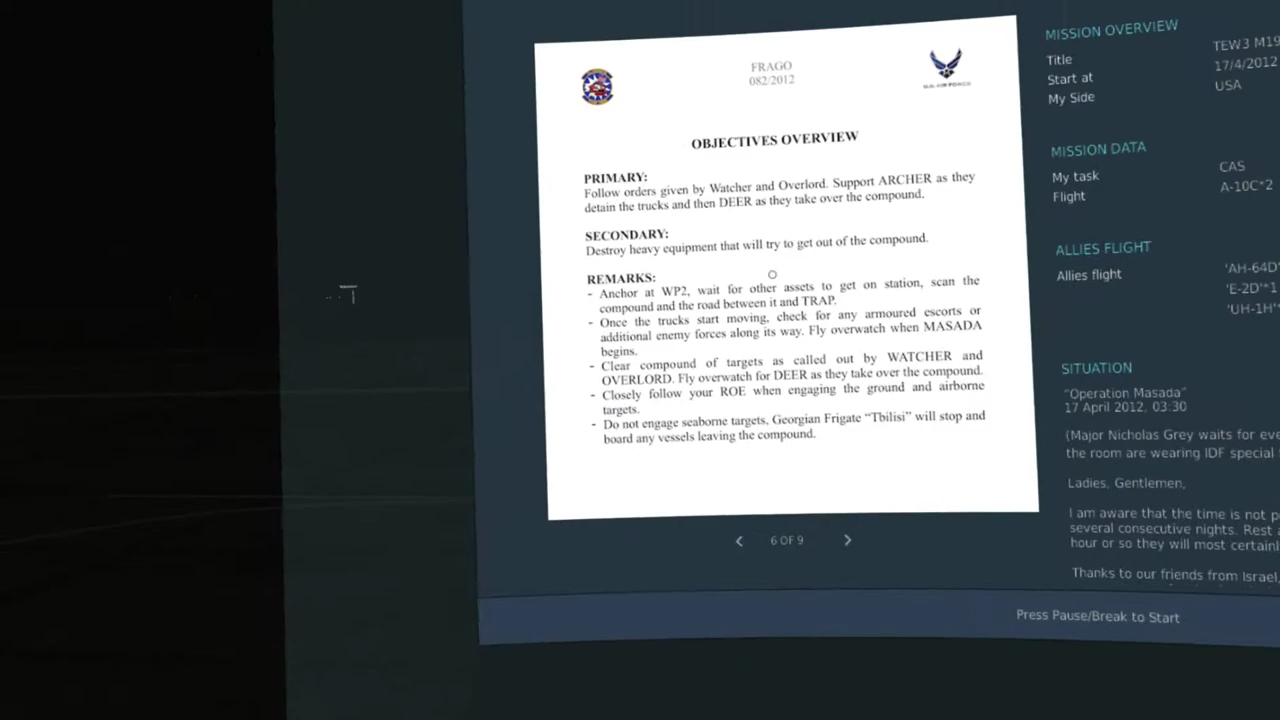 FRAGO
082/2012
U.S. AIR FORCE
OBJECTIVES OVERVIEW
PRIMARY:
Follow orders given by Watcher and Overlord. Support ARCHER as they
detain the trucks and then DEER as they take over the compound.
SECONDARY:
Destroy heavy equipment that will try to get out of the compound.
REMARKS:
- Anchor at WP2, wait for other assets to get on station, scan the
compound and the road between it and TRAP.
- Once the trucks start moving, check for any armoured escorts or
additional enemy forces along its way. Fly overwatch when MASADA
begins.
- Clear compound of targets as called out by WATCHER and
OVERLORD. Fly overwatch for DEER as they take over the compound.
- Closely follow your ROE when engaging the ground and airborne
targets.
- Do not engage seaborne targets, Georgian Frigate “Tbilisi” will stop and
board any vessels leaving the compound.
< 6 OF 9 >
MISSION OVERVIEW
Title TEW3 M19
Start at 17/4/2012
My Side USA
MISSION DATA
My task CAS
Flight A-10C*2
ALLIES FLIGHT
Allies flight 'AH-64D'
'E-2D'*1
'UH-1H'*
SITUATION
“Operation Masada”
17 April 2012, 03:30
(Major Nicholas Grey waits for eve
the room are wearing IDF special
Ladies, Gentlemen,
I am aware that the time is not p
several consecutive nights. Rest a
hour or so they will most certainl
Thanks to our friends from Israel,
Press Pause/Break to Start